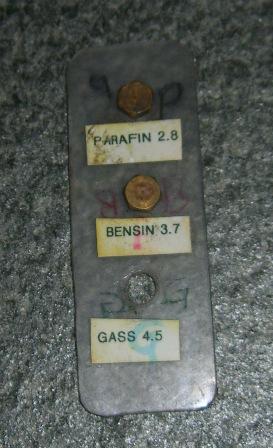 PARAFIN 2.8
BENSIN 3.7
GASS 4.5